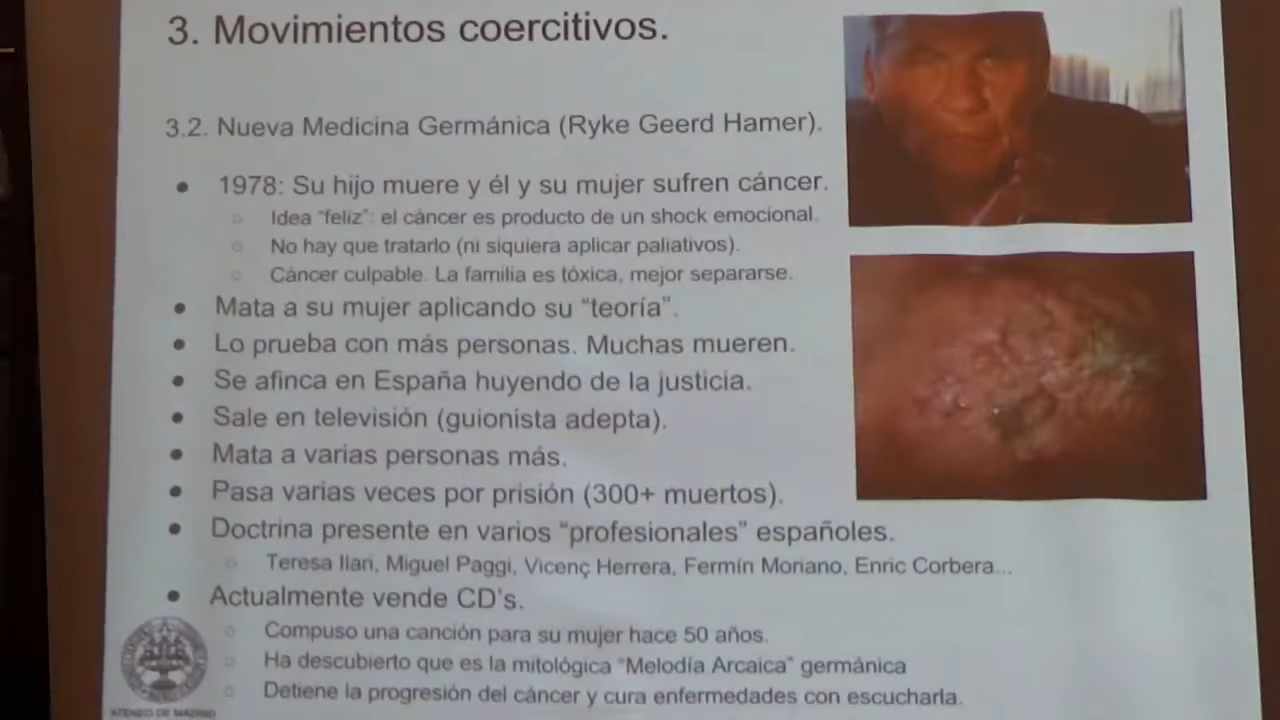 3. Movimientos coercitivos.
3.2. Nueva Medicina Germánica (Ryke Geerd Hamer).
● 1978: Su hijo muere y él y su mujer sufren cáncer.
○ Idea “feliz”: el cáncer es producto de un shock emocional.
○ No hay que tratarlo (ni siquiera aplicar paliativos).
○ Cáncer culpable. La familia es tóxica, mejor separarse.
● Mata a su mujer aplicando su “teoría”.
● Lo prueba con más personas. Muchas mueren.
● Se afinca en España huyendo de la justicia.
● Sale en televisión (guionista adepta).
● Mata a varias personas más.
● Pasa varias veces por prisión (300+ muertos).
● Doctrina presente en varios “profesionales” españoles.
○ Teresa Ilari, Miguel Paggi, Vicenç Herrera, Fermín Moriano, Enric Corbera...
● Actualmente vende CD's.
○ Compuso una canción para su mujer hace 50 años.
○ Ha descubierto que es la mitológica “Melodía Arcaica” germánica
○ Detiene la progresión del cáncer y cura enfermedades con escucharla.
ATENEO DE MADRID